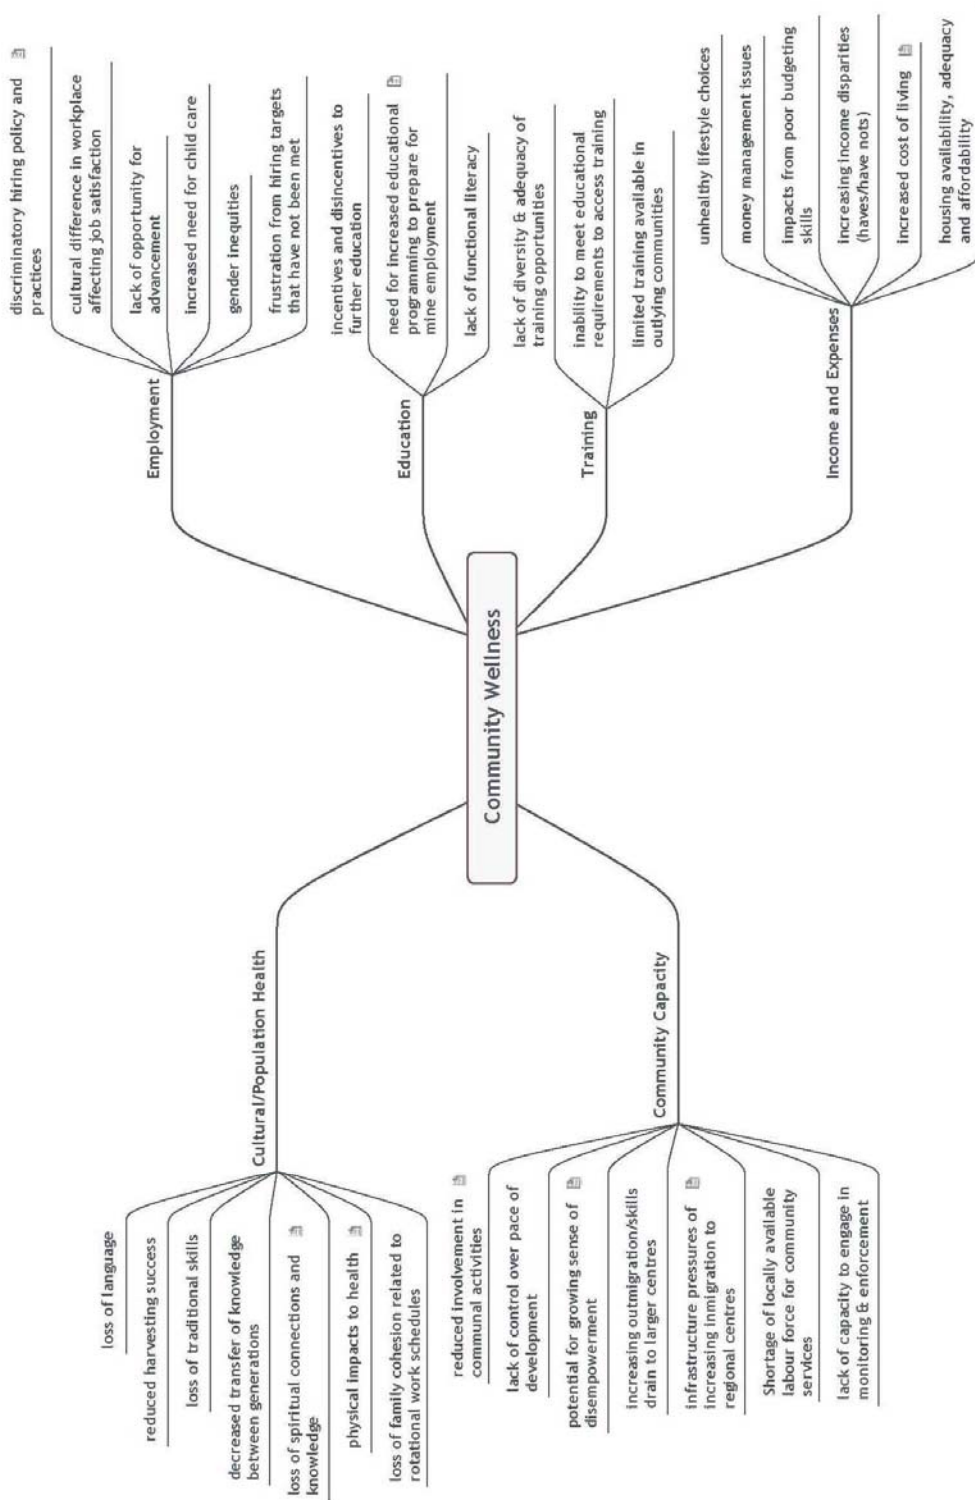 Community Wellness
Cultural/Population Health
loss of language
reduced harvesting success
loss of traditional skills
decreased transfer of knowledge
between generations
loss of spiritual connections and
knowledge
physical impacts to health
loss of family cohesion related to
rotational work schedules
Community Capacity
reduced involvement in
communal activities
lack of control over pace of
development
potential for growing sense of
disempowerment
increasing outmigration/skills
drain to larger centres
infrastructure pressures of
increasing inmigration to
regional centres
Shortage of locally available
labour force for community
services
lack of capacity to engage in
monitoring & enforcement
Employment
discriminatory hiring policy and
practices
cultural difference in workplace
affecting job satisfaction
lack of opportunity for
advancement
increased need for child care
gender inequities
frustration from hiring targets
that have not been met
Education
incentives and disincentives to
further education
need for increased educational
programming to prepare for
mine employment
lack of functional literacy
Training
lack of diversity & adequacy of
training opportunities
inability to meet educational
requirements to access training
limited training available in
outlying communities
Income and Expenses
unhealthy lifestyle choices
money management issues
impacts from poor budgeting
skills
increasing income disparities
(haves/have nots)
increased cost of living
housing availability, adequacy
and affordability